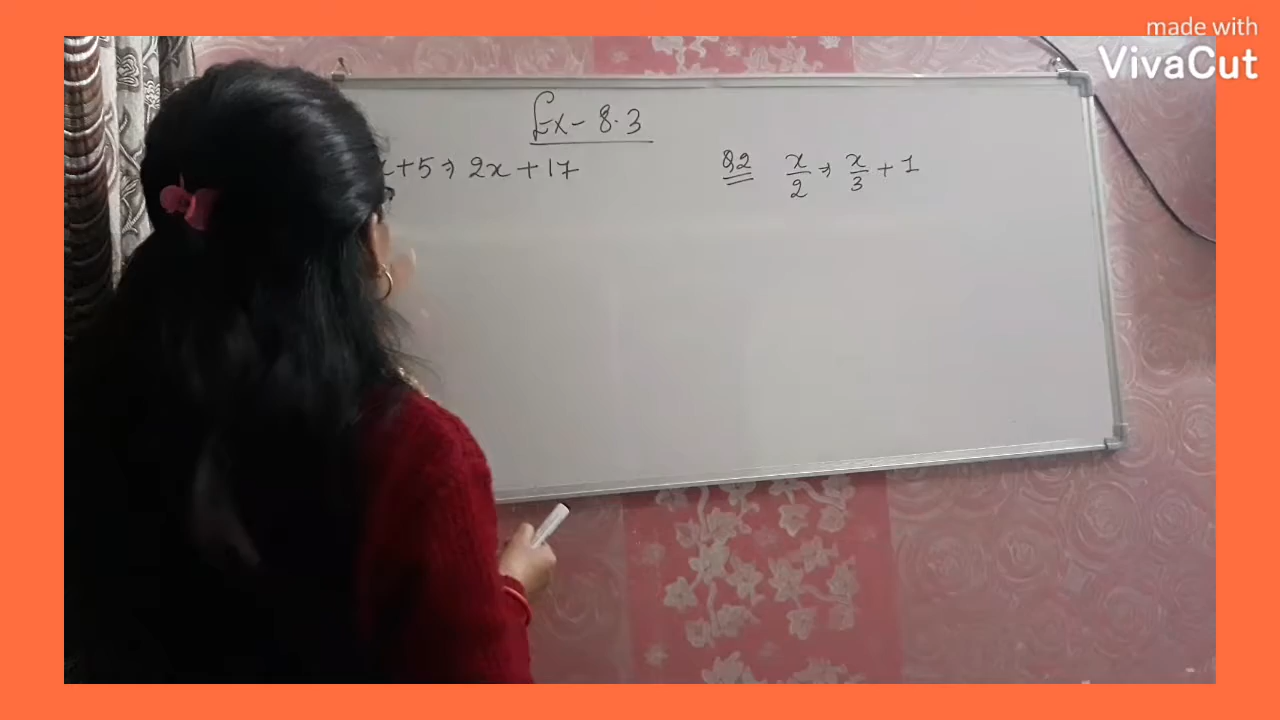 made with
VivaCut
Ex - 8.3
x + 5 => 2x + 17
Q2 x/2 => x/3 + 1